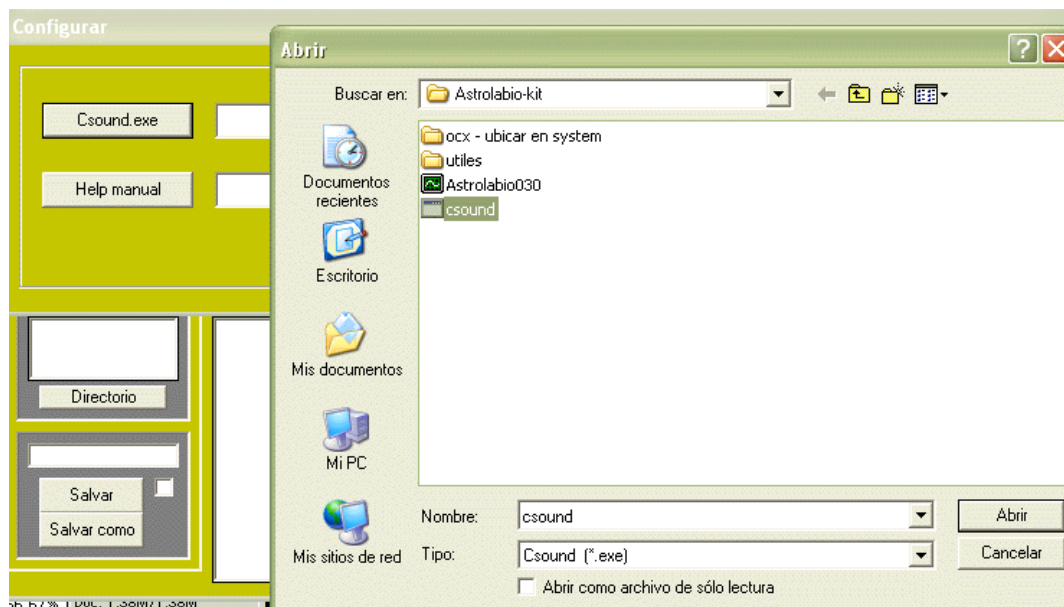 Configurar
Csound.exe
Help manual
Directorio
Salvar
Salvar como
Abrir
Buscar en: Astrolabio-kit
Documentos
recientes
Escritorio
Mis documentos
Mi PC
Mis sitios de red
ocx - ubicar en system
utiles
Astrolabio030
csound
Nombre: csound
Abrir
Tipo: Csound (*.exe)
Cancelar
Abrir como archivo de sólo lectura